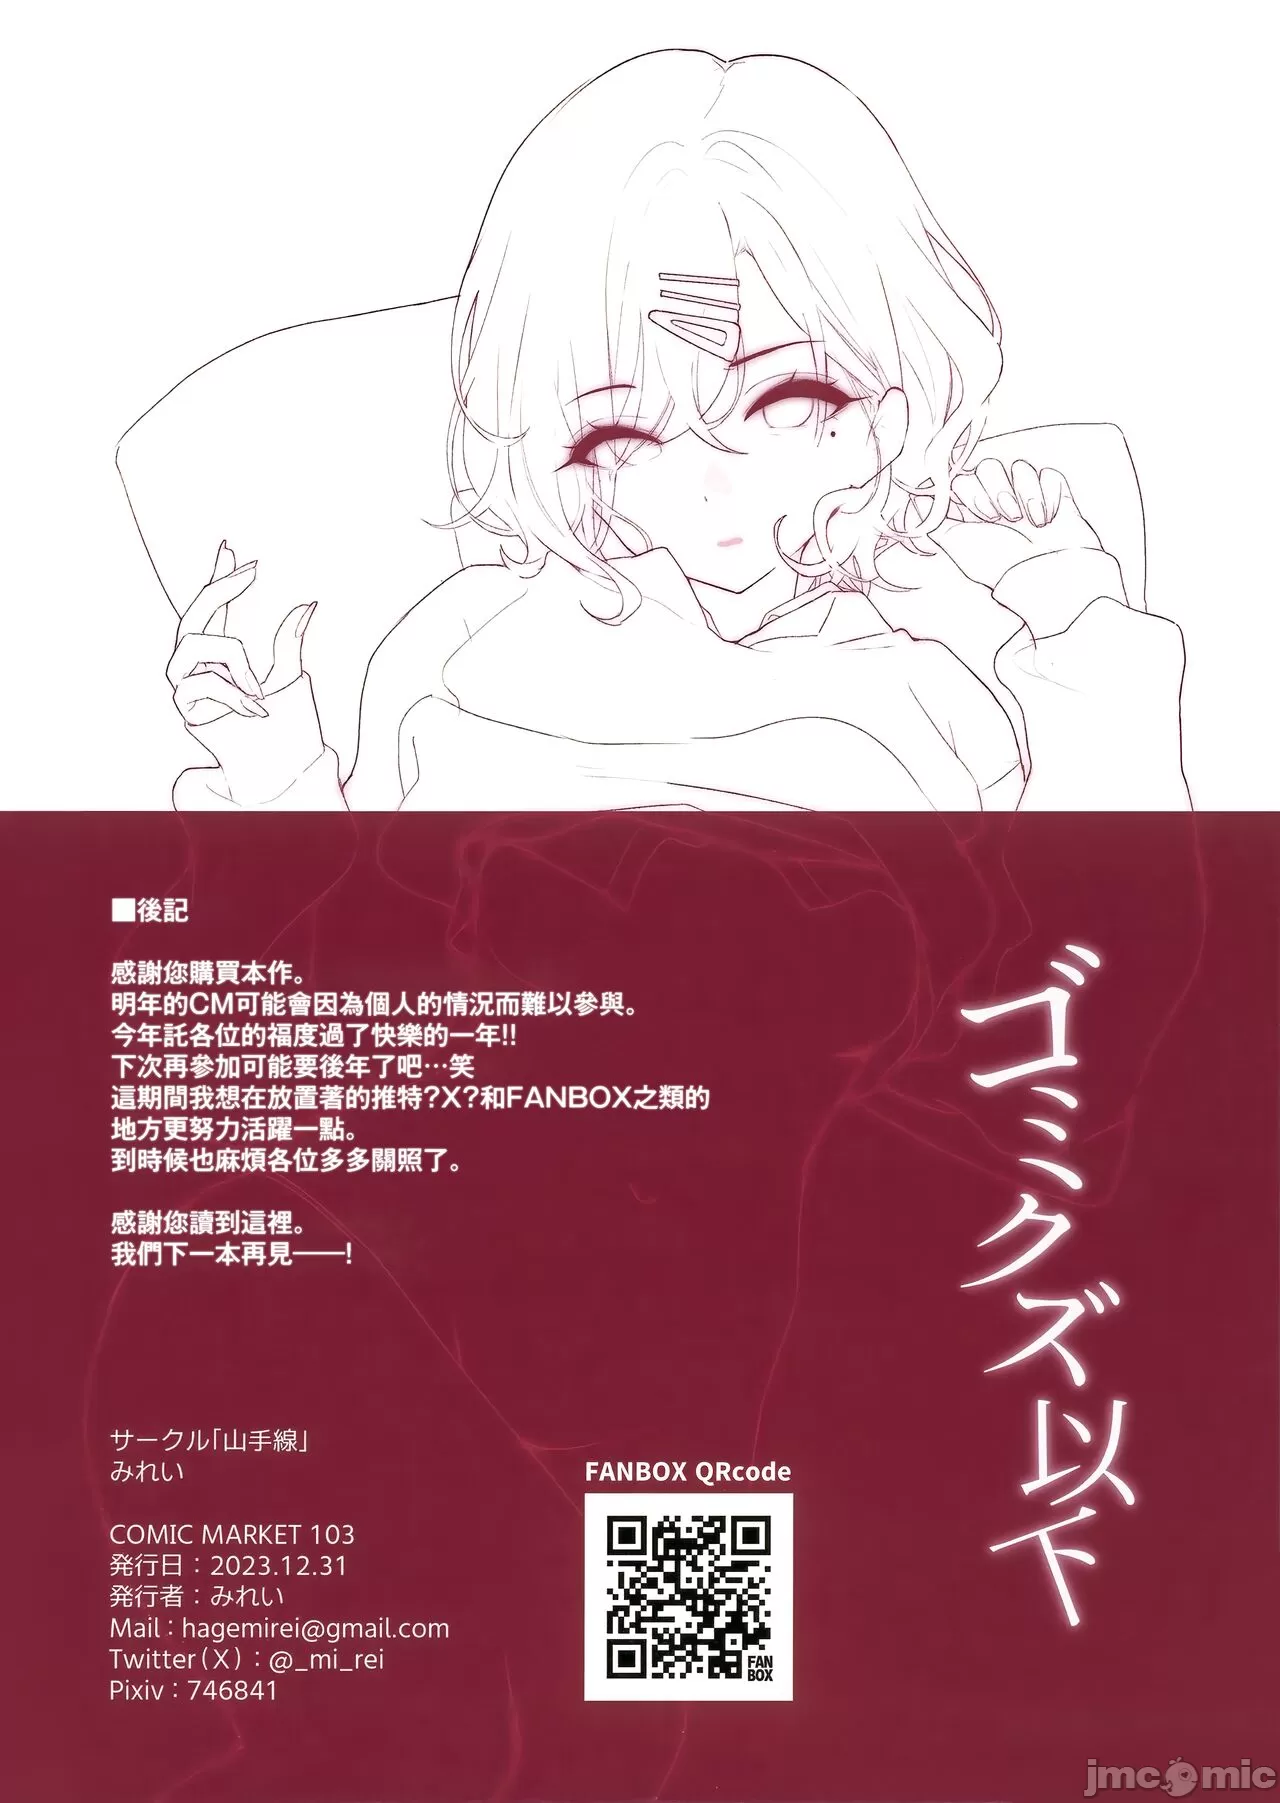 ■後記
感謝您購買本作。
明年的CM可能會因為個人的情況而難以參與。
今年託各位的福度過了快樂的一年!!
下次再參加可能要後年了吧…笑
這期間我想在放置著的推特?X?和FANBOX之類的
地方更努力活躍一點。
到時候也麻煩各位多多關照了。
感謝您讀到這裡。
我們下一本再見——!
ゴミクズ以下
サークル「山手線」
みれい
COMIC MARKET 103
発行日：2023.12.31
発行者：みれい
Mail：hagemirei@gmail.com
Twitter(X)：@_mi_rei
Pixiv：746841
FANBOX QRcode
FAN
BOX
jmcomic